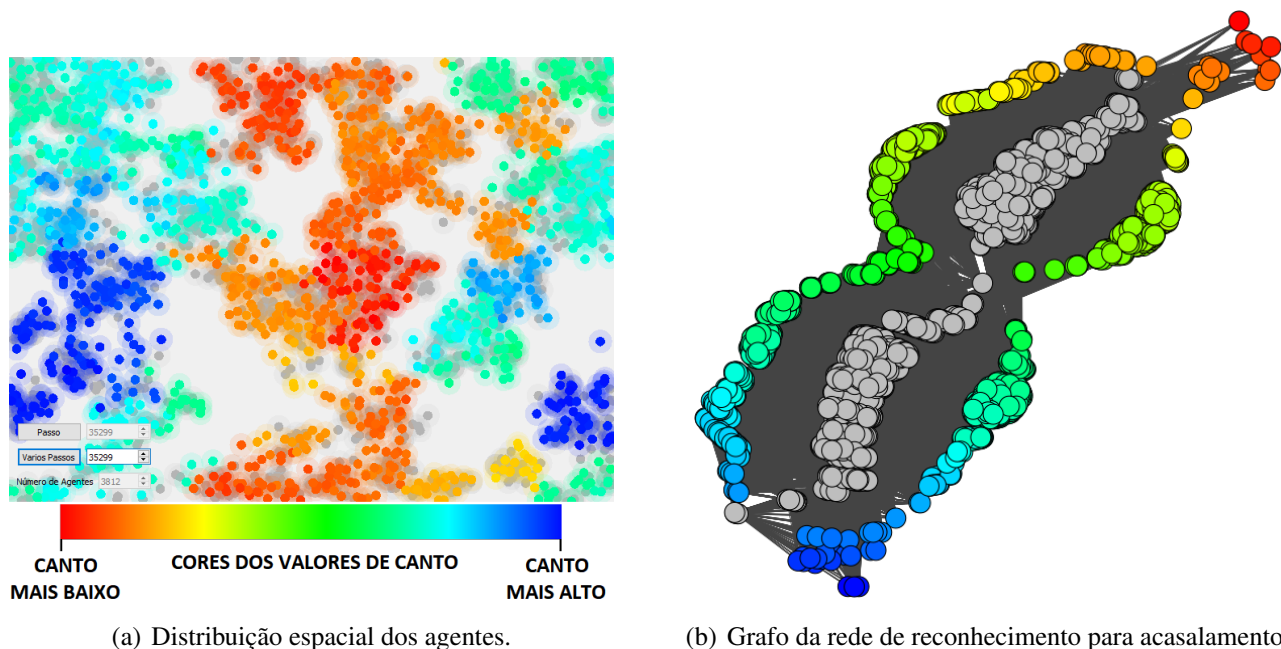 Passo 35299
Varios Passos 35299
Número de Agentes 3812
CANTO
MAIS BAIXO
CORES DOS VALORES DE CANTO
CANTO
MAIS ALTO
(a) Distribuição espacial dos agentes.
(b) Grafo da rede de reconhecimento para acasalamento